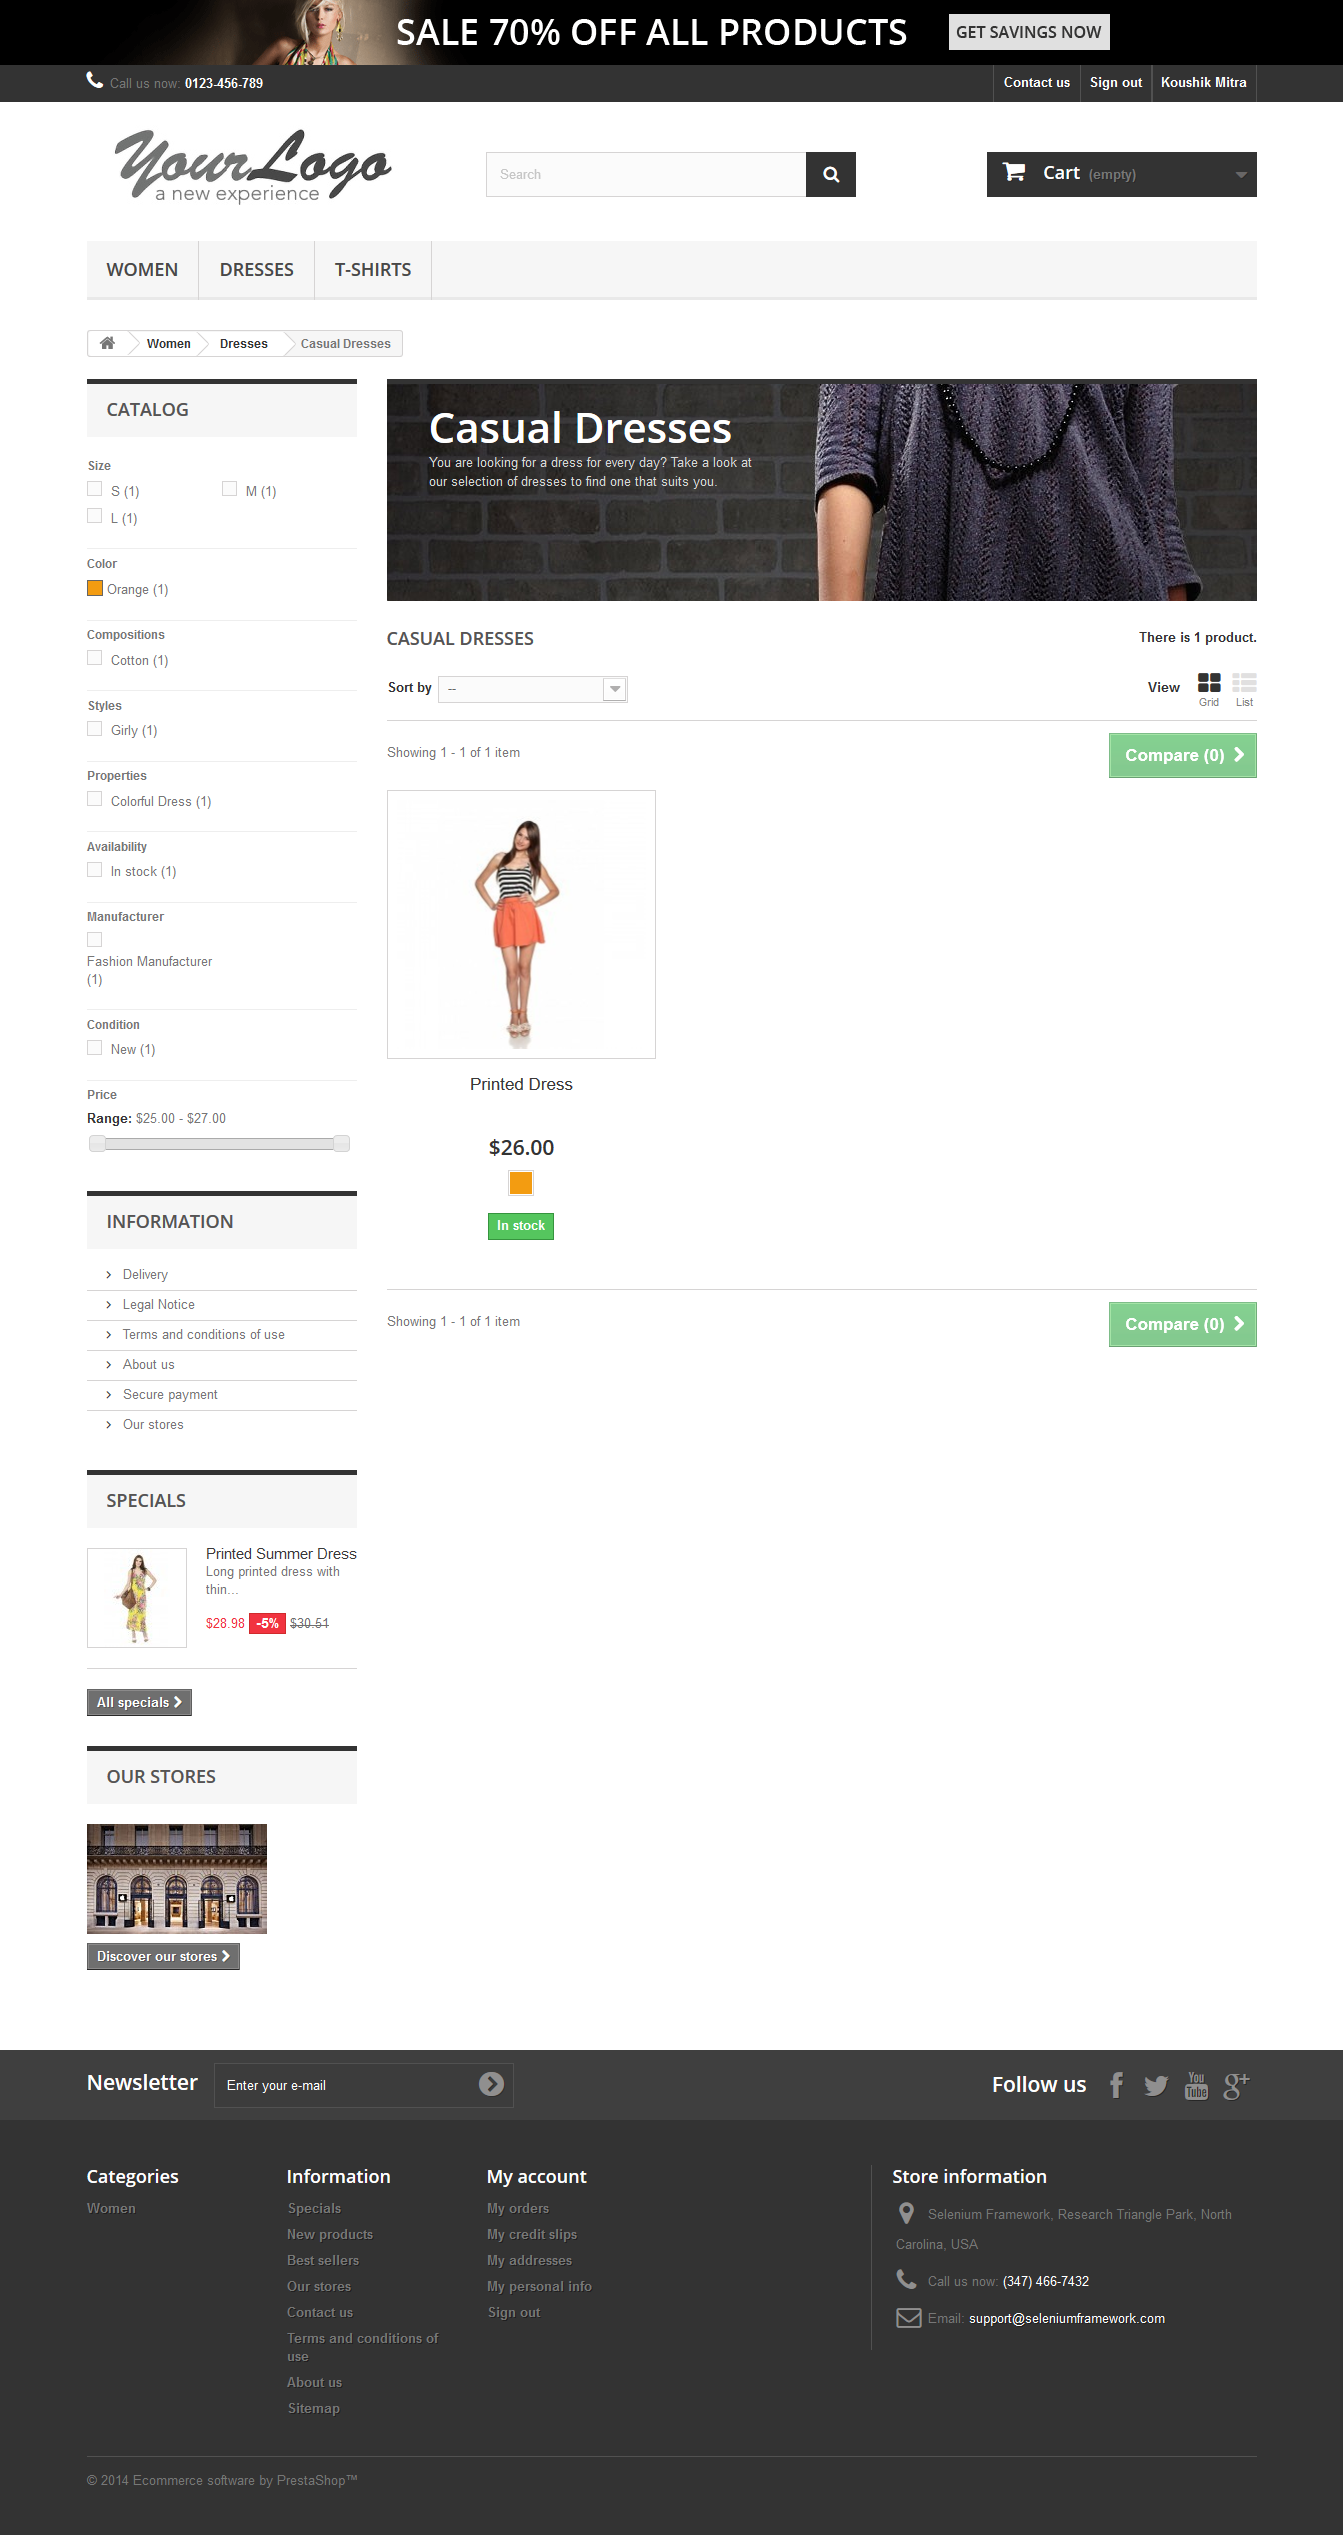 SALE 70% OFF ALL PRODUCTS
GET SAVINGS NOW
Call us now: 0123-456-789
Contact us
Sign out
Koushik Mitra
YourLogo
a new experience
Search
Cart (empty)
WOMEN
DRESSES
T-SHIRTS
Women
Dresses
Casual Dresses
CATALOG
Size
S (1)
M (1)
L (1)
Color
Orange (1)
Compositions
Cotton (1)
Styles
Girly (1)
Properties
Colorful Dress (1)
Availability
In stock (1)
Manufacturer
Fashion Manufacturer
(1)
Condition
New (1)
Price
Range: $25.00 - $27.00
INFORMATION
Delivery
Legal Notice
Terms and conditions of use
About us
Secure payment
Our stores
SPECIALS
Printed Summer Dress
Long printed dress with
thin...
$28.98 -5% $30.51
All specials
OUR STORES
Discover our stores
Casual Dresses
You are looking for a dress for every day? Take a look at
our selection of dresses to find one that suits you.
CASUAL DRESSES
There is 1 product.
Sort by
--
View
Grid
List
Showing 1 - 1 of 1 item
Compare (0)
Printed Dress
$26.00
In stock
Showing 1 - 1 of 1 item
Compare (0)
Newsletter
Enter your e-mail
Follow us
You
Tube
g+
Categories
Women
Information
Specials
New products
Best sellers
Our stores
Contact us
Terms and conditions of
use
About us
Sitemap
My account
My orders
My credit slips
My addresses
My personal info
Sign out
Store information
Selenium Framework, Research Triangle Park, North
Carolina, USA
Call us now: (347) 466-7432
Email: support@seleniumframework.com
© 2014 Ecommerce software by PrestaShop™